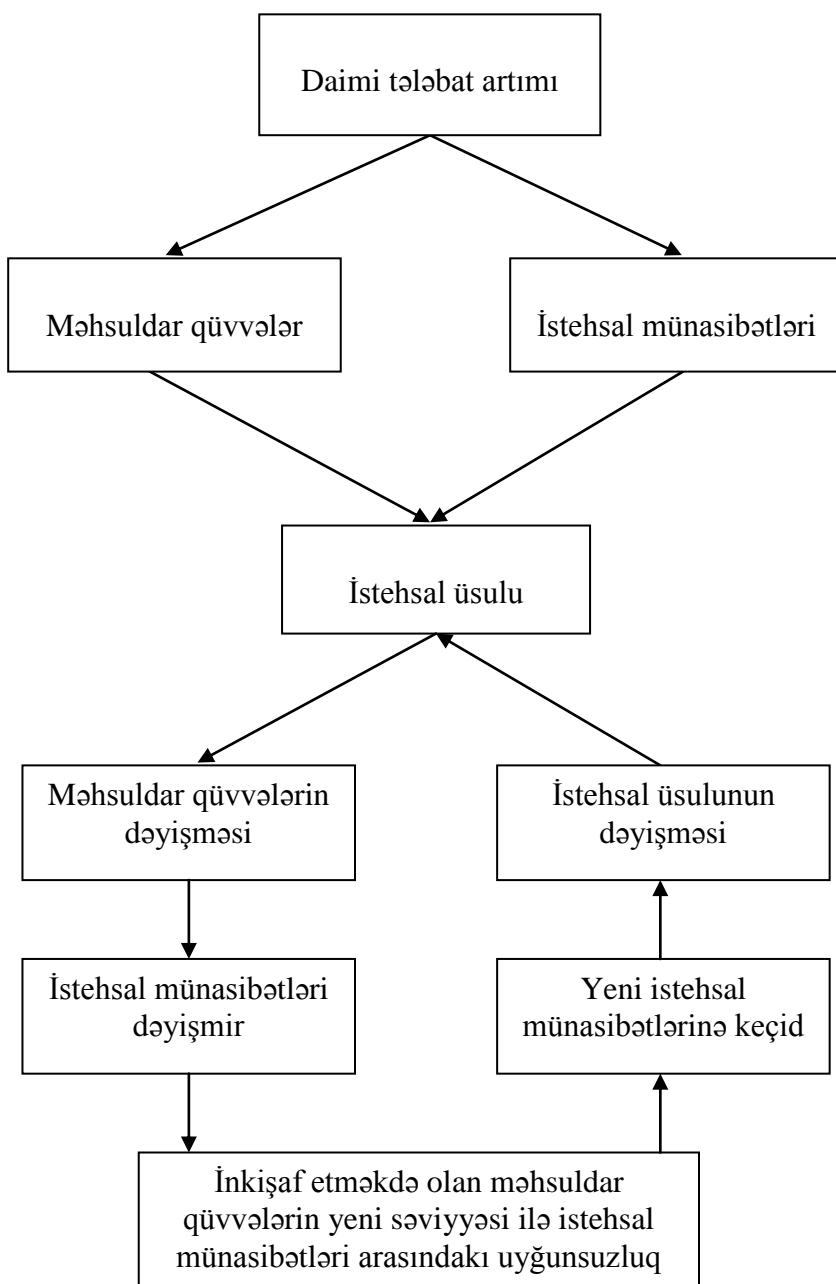 Daimi tələbat artımı
Məhsuldar qüvvələr
İstehsal münasibətləri
İstehsal üsulu
Məhsuldar qüvvələrin
dəyişməsi
İstehsal üsulunun
dəyişməsi
İstehsal münasibətləri
dəyişmir
Yeni istehsal
münasibətlərinə keçid
İnkişaf etməkdə olan məhsuldar
qüvvələrin yeni səviyyəsi ilə istehsal
münasibətləri arasındakı uyğunsuzluq